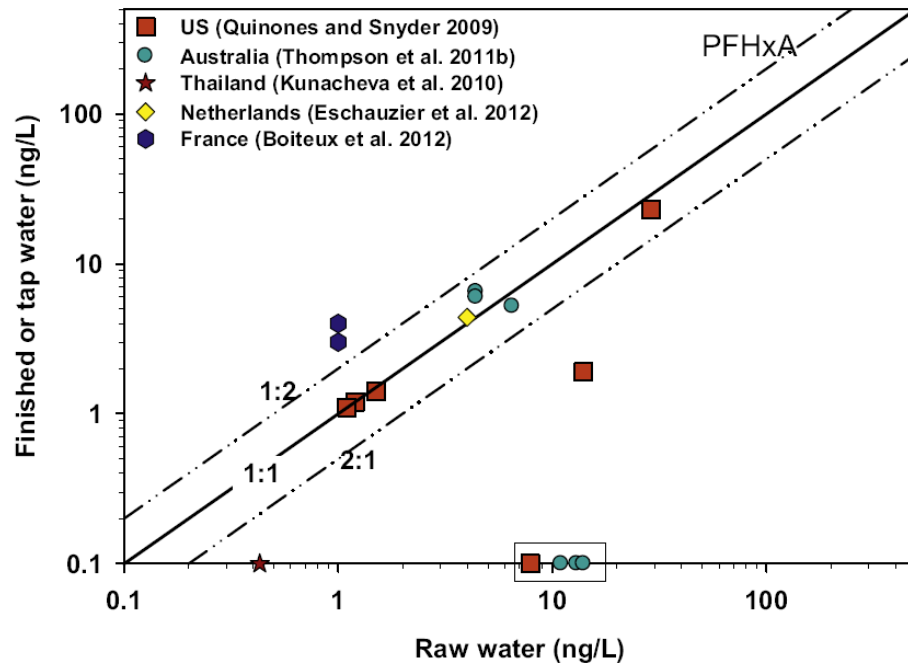 US (Quinones and Snyder 2009)
Australia (Thompson et al. 2011b)
Thailand (Kunacheva et al. 2010)
Netherlands (Eschauzier et al. 2012)
France (Boiteux et al. 2012)
PFHxA
Finished or tap water (ng/L)
100
10
1
0.1
1:2
1:1
2:1
0.1
1
10
100
Raw water (ng/L)